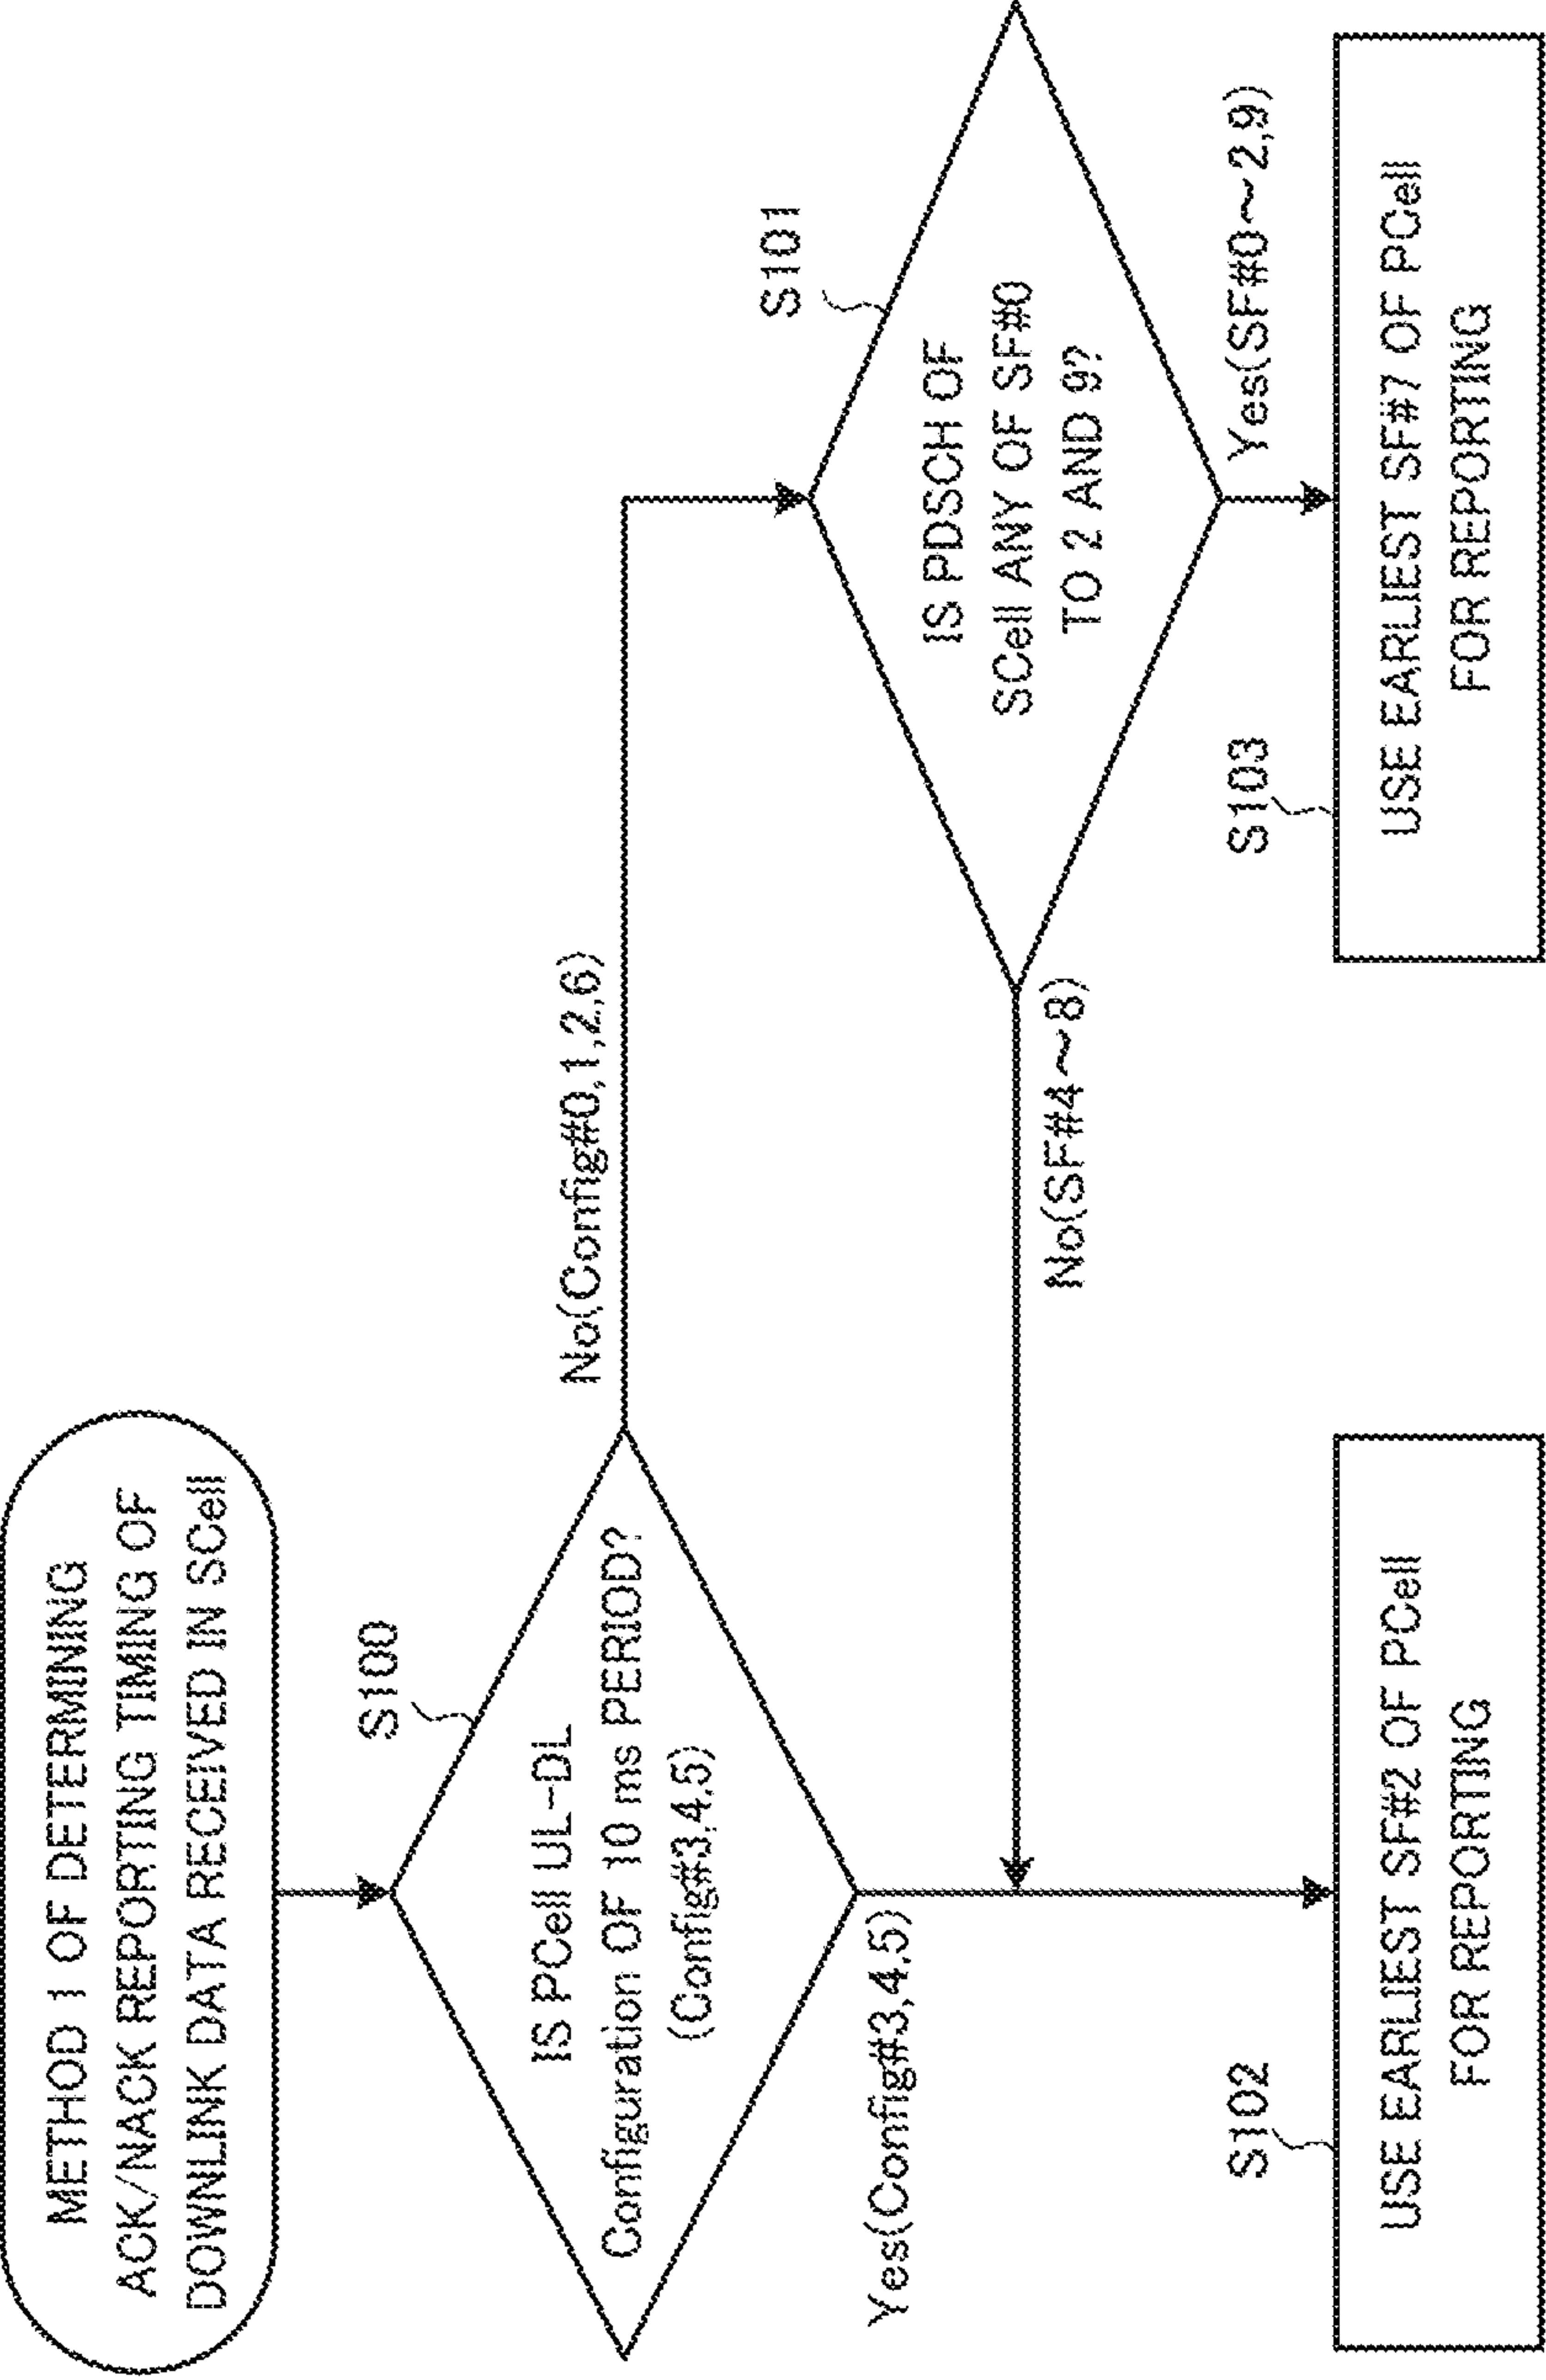 METHOD 1 OF DETERMINING
ACK/NACK REPORTING TIMING OF
DOWNLINK DATA RECEIVED IN SCell
S100
IS PCell UL-DL
Configuration OF 10 ms PERIOD?
(Config#3,4,5)
No(Config#0,1,2,6)
Yes(Config#3,4,5)
S101
IS PDSCH OF
SCell ANY OF SF#0
TO 2 AND 9?
No(SF#4~8)
Yes(SF#0~2,9)
S102
USE EARLIEST SF#2 OF PCell
FOR REPORTING
S103
USE EARLIEST SF#7 OF PCell
FOR REPORTING